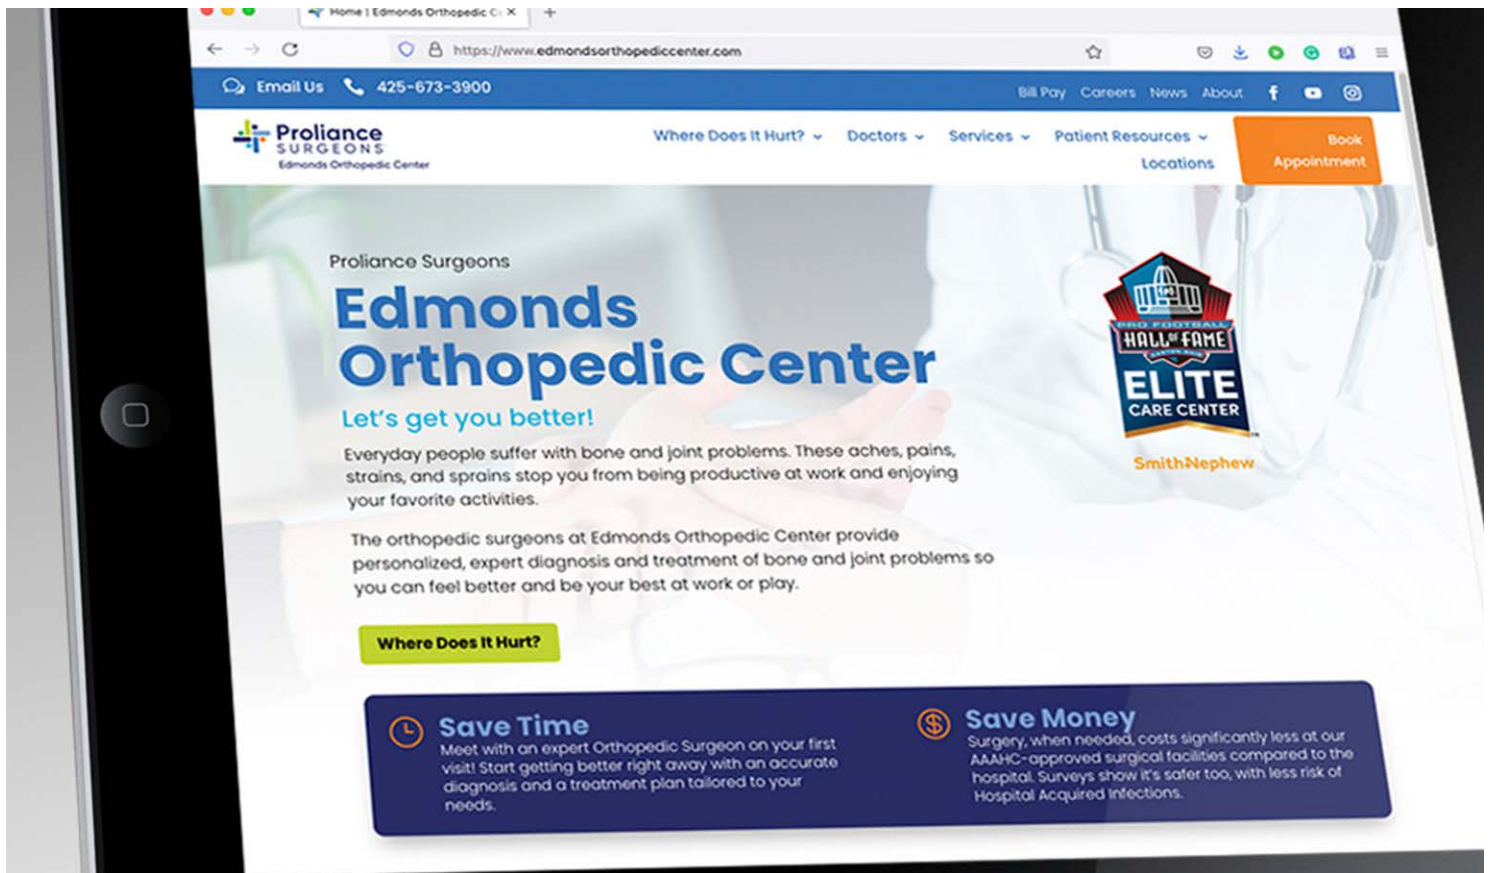 Home | Edmonds Orthopedic C
https://www.edmondsorthopediccenter.com
Email Us 425-673-3900
Bill Pay Careers News About
Proliance
SURGEONS
Edmonds Orthopedic Center
Where Does It Hurt? Doctors Services Patient Resources
Locations
Book
Appointment
Proliance Surgeons
Edmonds
Orthopedic Center
Let's get you better!
Everyday people suffer with bone and joint problems. These aches, pains,
strains, and sprains stop you from being productive at work and enjoying
your favorite activities.
The orthopedic surgeons at Edmonds Orthopedic Center provide
personalized, expert diagnosis and treatment of bone and joint problems so
you can feel better and be your best at work or play.
Where Does It Hurt?
PRO FOOTBALL
HALL OF FAME
ELITE
CARE CENTER
SmithNephew
Save Time
Meet with an expert Orthopedic Surgeon on your first
visit! Start getting better right away with an accurate
diagnosis and a treatment plan tailored to your
needs.
Save Money
Surgery, when needed, costs significantly less at our
AAAHC-approved surgical facilities compared to the
hospital. Surveys show it's safer too, with less risk of
Hospital Acquired Infections.